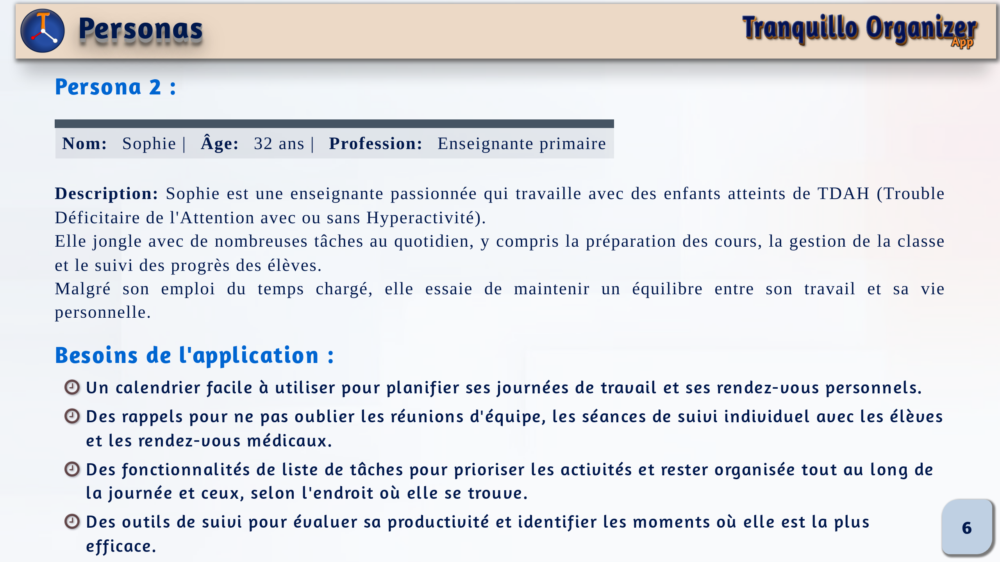 Personas
Tranquillo Organizer
App
Persona 2 :
Nom: Sophie | Âge: 32 ans | Profession: Enseignante primaire
Description: Sophie est une enseignante passionnée qui travaille avec des enfants atteints de TDAH (Trouble
Déficitaire de l'Attention avec ou sans Hyperactivité).
Elle jongle avec de nombreuses tâches au quotidien, y compris la préparation des cours, la gestion de la classe
et le suivi des progrès des élèves.
Malgré son emploi du temps chargé, elle essaie de maintenir un équilibre entre son travail et sa vie
personnelle.
Besoins de l'application :
Un calendrier facile à utiliser pour planifier ses journées de travail et ses rendez-vous personnels.
Des rappels pour ne pas oublier les réunions d'équipe, les séances de suivi individuel avec les élèves
et les rendez-vous médicaux.
Des fonctionnalités de liste de tâches pour prioriser les activités et rester organisée tout au long de
la journée et ceux, selon l'endroit où elle se trouve.
Des outils de suivi pour évaluer sa productivité et identifier les moments où elle est la plus
efficace.
6